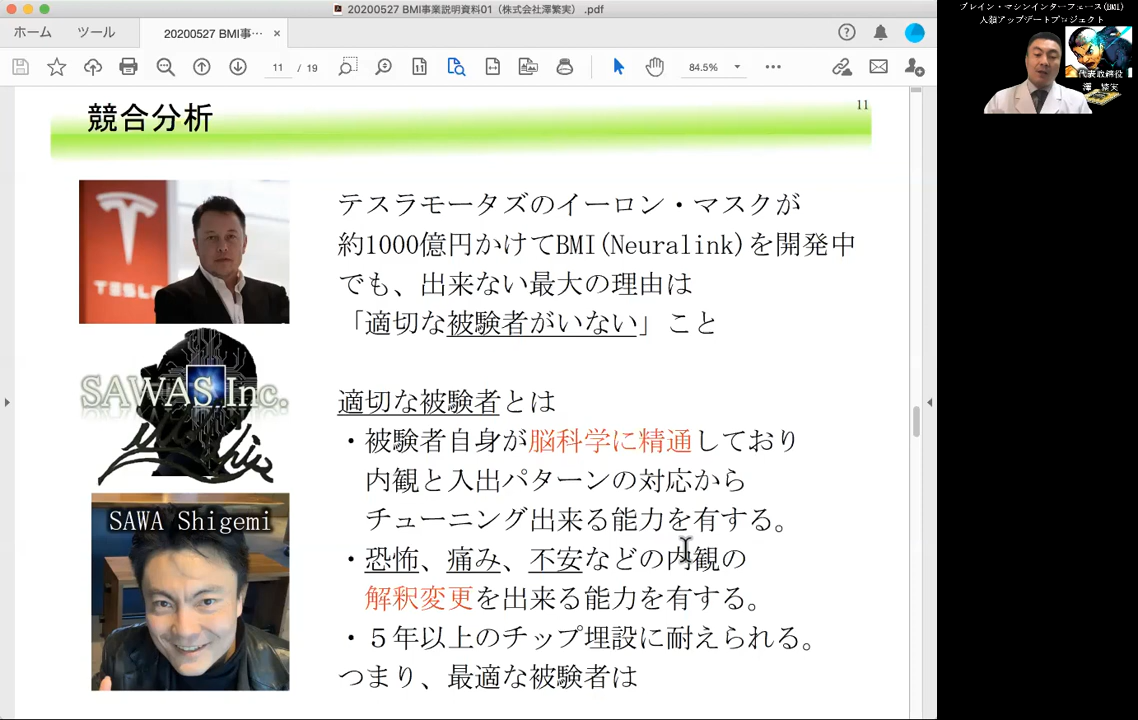 20200527 BMI事業説明資料01（株式会社澤繁実）.pdf
ホーム ツール 20200527 BMI事… ×
11 / 19 84.5%
ブレイン・マシンインターフェース(BMI)
人類アップデートプロジェクト
代表取締役
澤 繁実
競合分析
11
TESLA
テスラモータズのイーロン・マスクが
約1000億円かけてBMI(Neuralink)を開発中
でも、出来ない最大の理由は
「適切な被験者がいない」こと
SAWAS Inc.
適切な被験者とは
・被験者自身が脳科学に精通しており
内観と入出パターンの対応から
チューニング出来る能力を有する。
SAWA Shigemi
・恐怖、痛み、不安などの内観の
解釈変更を出来る能力を有する。
・５年以上のチップ埋設に耐えられる。
つまり、最適な被験者は